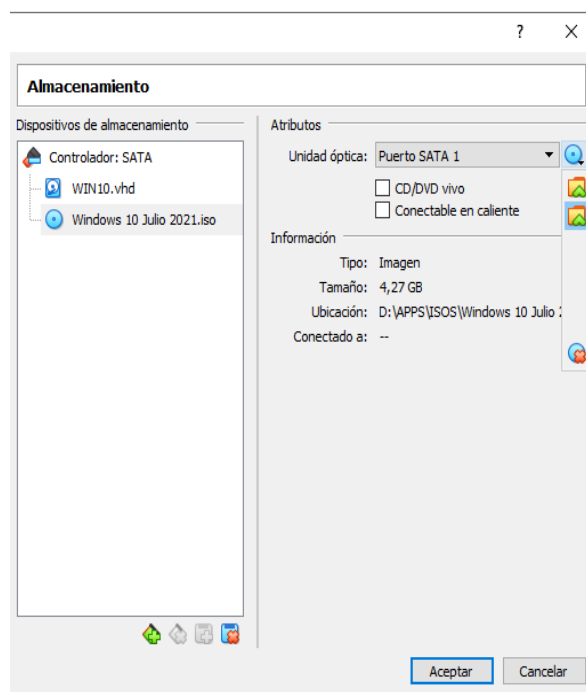 ?
Almacenamiento
Dispositivos de almacenamiento
Controlador: SATA
WIN10.vhd
Windows 10 Julio 2021.iso
Atributos
Unidad óptica: Puerto SATA 1
CD/DVD vivo
Conectable en caliente
Información
Tipo: Imagen
Tamaño: 4,27 GB
Ubicación: D:\APPS\ISOS\Windows 10 Julio
Conectado a: --
Aceptar
Cancelar